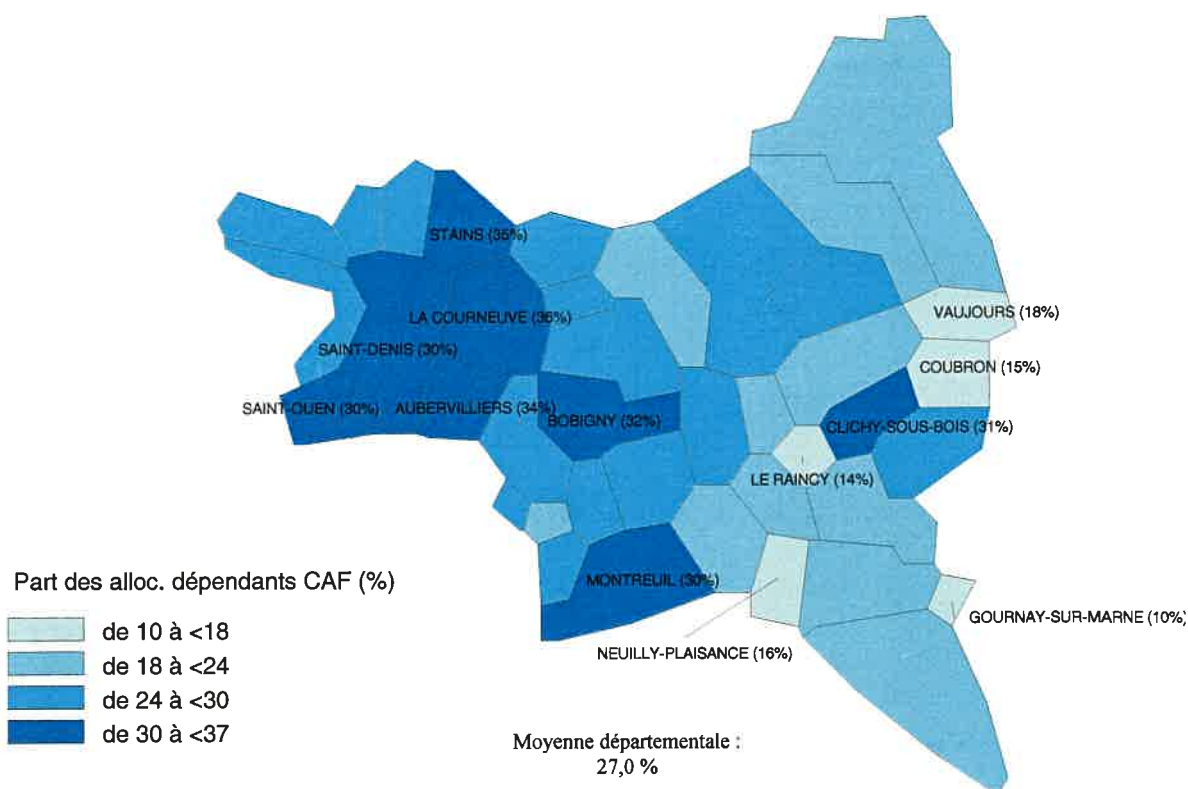 STAINS (35%)
LA COURNEUVE (35%)
VAUJOURS (18%)
SAINT-DENIS (30%)
COUBRON (15%)
SAINT-OUEN (30%)
AUBERVILLIERS (34%)
BOBIGNY (32%)
CLICHY-SOUS-BOIS (31%)
LE RAINCY (14%)
MONTREUIL (30%)
GOURNAY-SUR-MARNE (10%)
NEUILLY-PLAISANCE (16%)
Part des alloc. dépendants CAF (%)
de 10 à <18
de 18 à <24
de 24 à <30
de 30 à <37
Moyenne départementale :
27,0 %